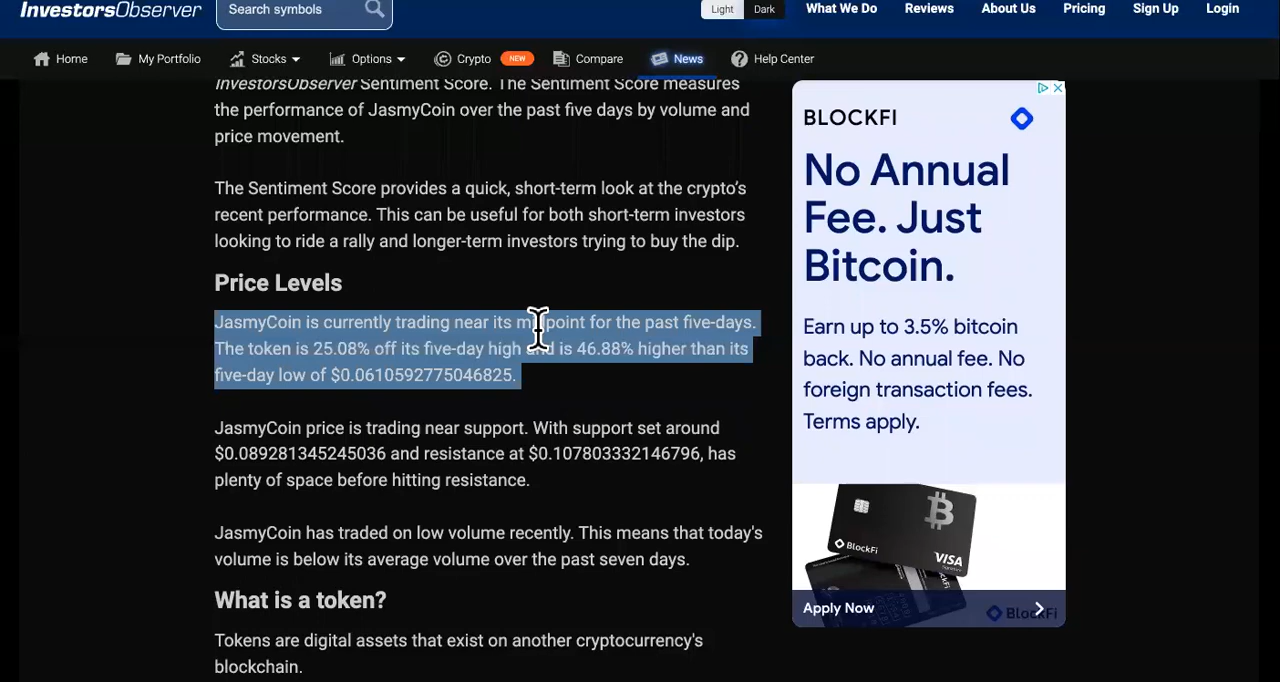 InvestorsObserver
Search symbols
Light Dark
What We Do Reviews About Us Pricing Sign Up Login
Home My Portfolio Stocks Options Crypto NEW Compare News Help Center
InvestorsObserver Sentiment Score. The Sentiment Score measures
the performance of JasmyCoin over the past five days by volume and
price movement.
The Sentiment Score provides a quick, short-term look at the crypto's
recent performance. This can be useful for both short-term investors
looking to ride a rally and longer-term investors trying to buy the dip.
Price Levels
JasmyCoin is currently trading near its midpoint for the past five-days.
The token is 25.08% off its five-day high and is 46.88% higher than its
five-day low of $0.0610592775046825.
JasmyCoin price is trading near support. With support set around
$0.089281345245036 and resistance at $0.107803332146796, has
plenty of space before hitting resistance.
JasmyCoin has traded on low volume recently. This means that today's
volume is below its average volume over the past seven days.
What is a token?
Tokens are digital assets that exist on another cryptocurrency's
blockchain.
BLOCKFI
No Annual
Fee. Just
Bitcoin.
Earn up to 3.5% bitcoin
back. No annual fee. No
foreign transaction fees.
Terms apply.
BlockFi
VISA
Apply Now
BlockFi